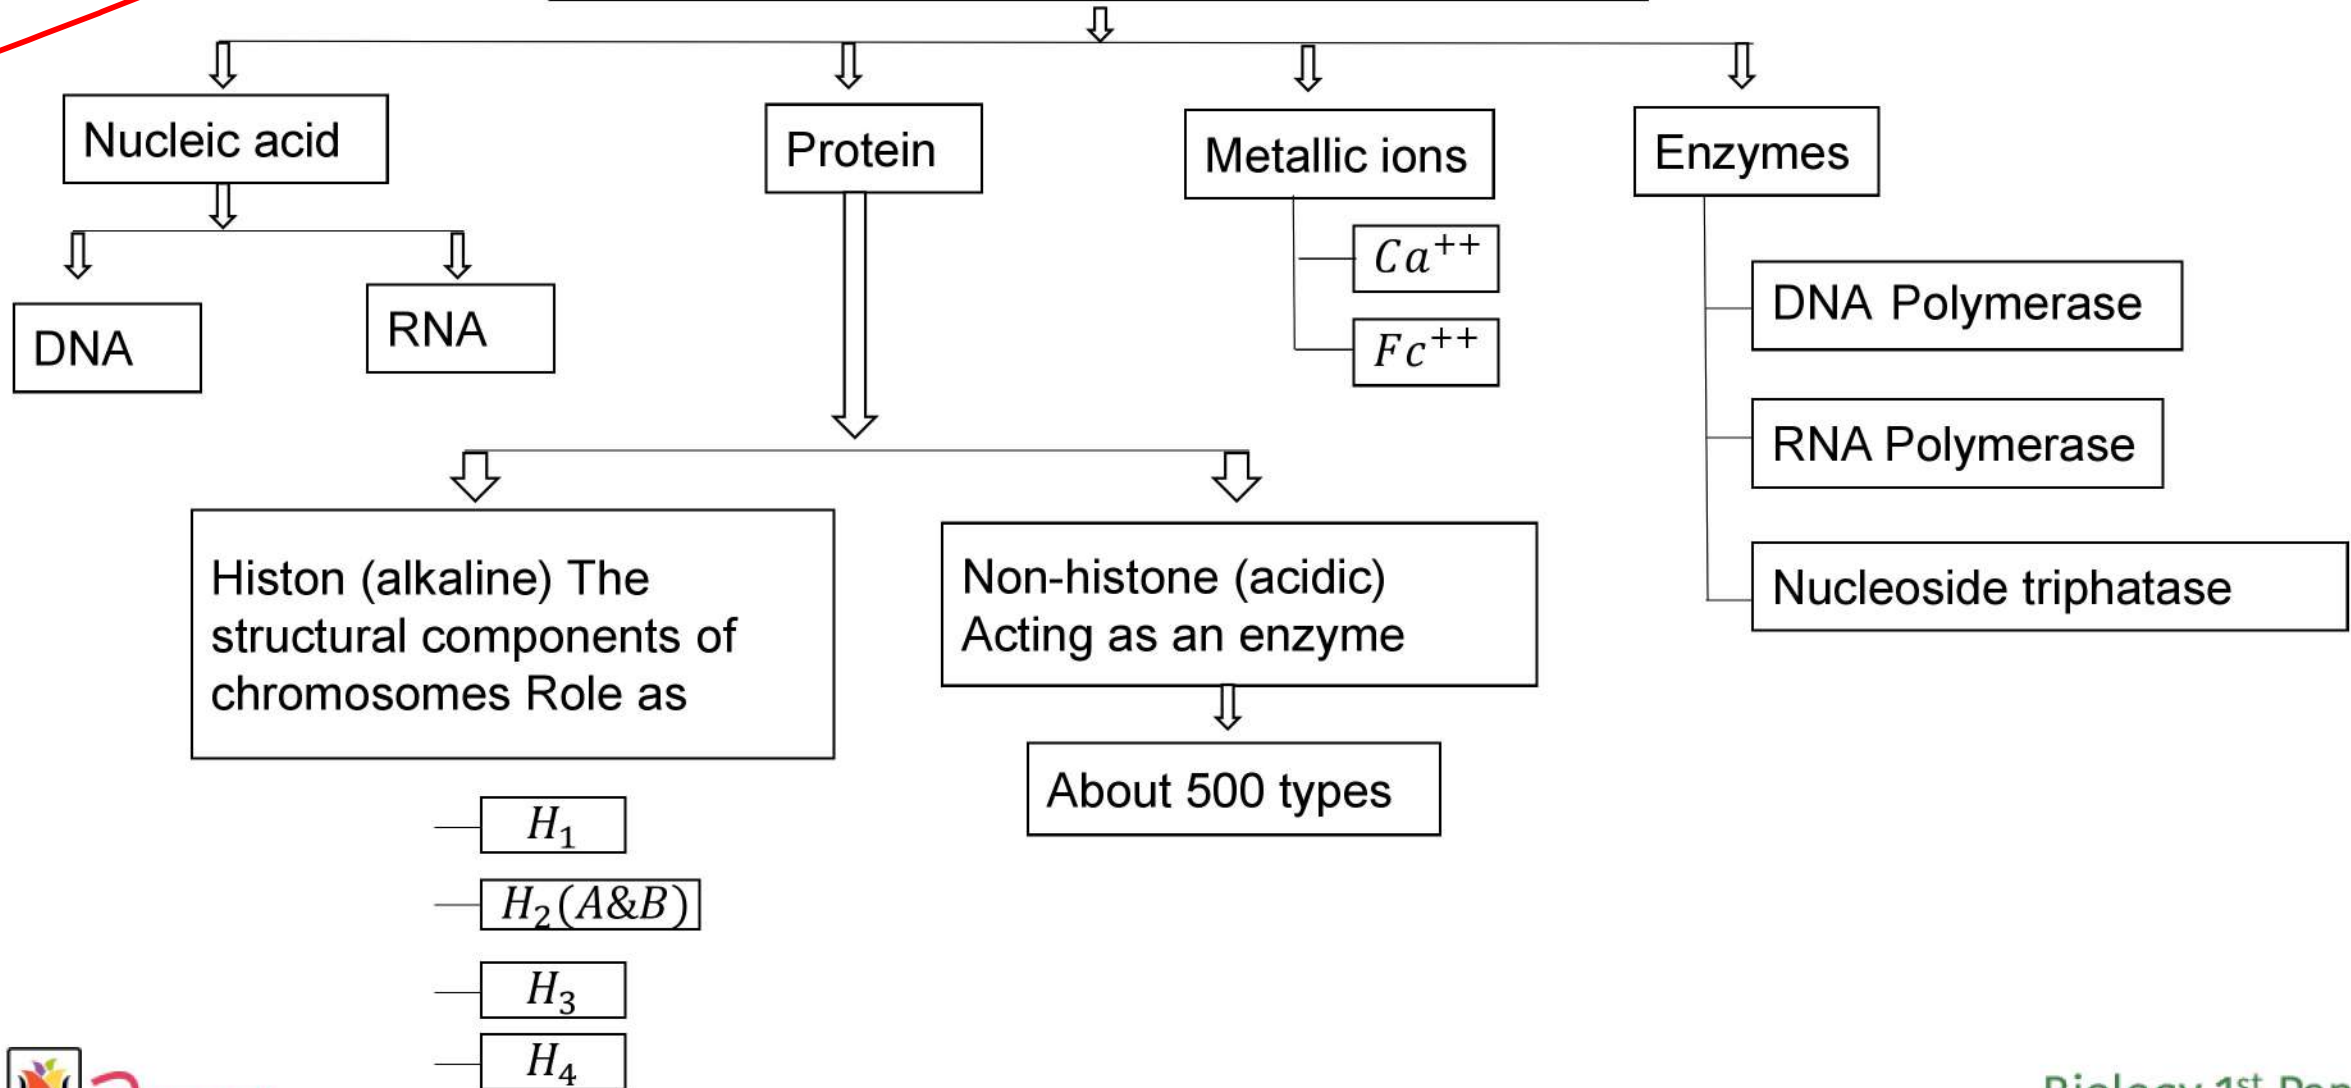 Nucleic acid
Protein
Metallic ions
Enzymes
DNA
RNA
Ca++
Fc++
DNA Polymerase
RNA Polymerase
Nucleoside triphatase
Histon (alkaline) The
structural components of
chromosomes Role as
Non-histone (acidic)
Acting as an enzyme
About 500 types
H1
H2(A&B)
H3
H4
Biology 1st